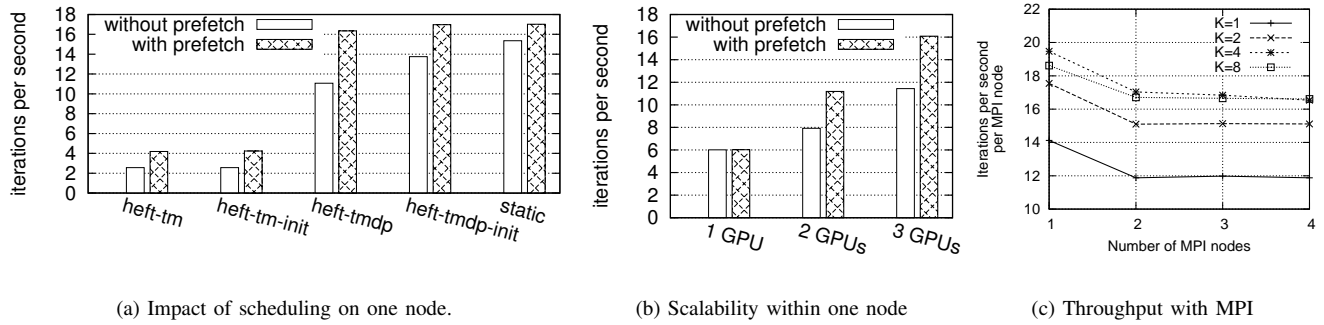 iterations per second
18
16
14
12
10
8
6
4
2
0
without prefetch
with prefetch
heft-tm
heft-tm-init
heft-tmdp
heft-tmdp-init
static
(a) Impact of scheduling on one node.
iterations per second
18
16
14
12
10
8
6
4
2
0
without prefetch
with prefetch
1 GPU
2 GPUs
3 GPUs
(b) Scalability within one node
Iterations per second
per MPI node
22
20
18
16
14
12
10
K=1
K=2
K=4
K=8
1 2 3 4
Number of MPI nodes
(c) Throughput with MPI